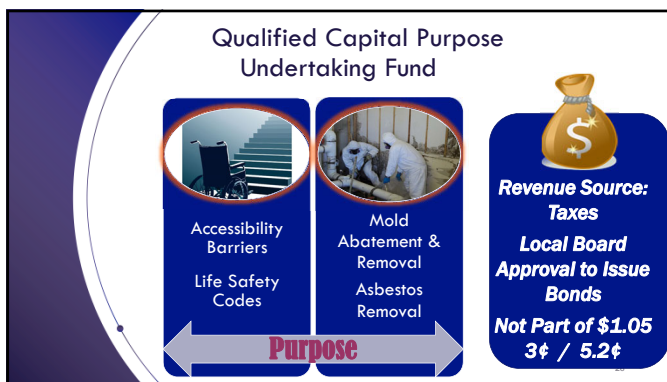 Qualified Capital Purpose
Undertaking Fund
Accessibility
Barriers
Life Safety
Codes
Mold
Abatement &
Removal
Asbestos
Removal
Purpose
$
Revenue Source:
Taxes
Local Board
Approval to Issue
Bonds
Not Part of $1.05
3¢ / 5.2¢